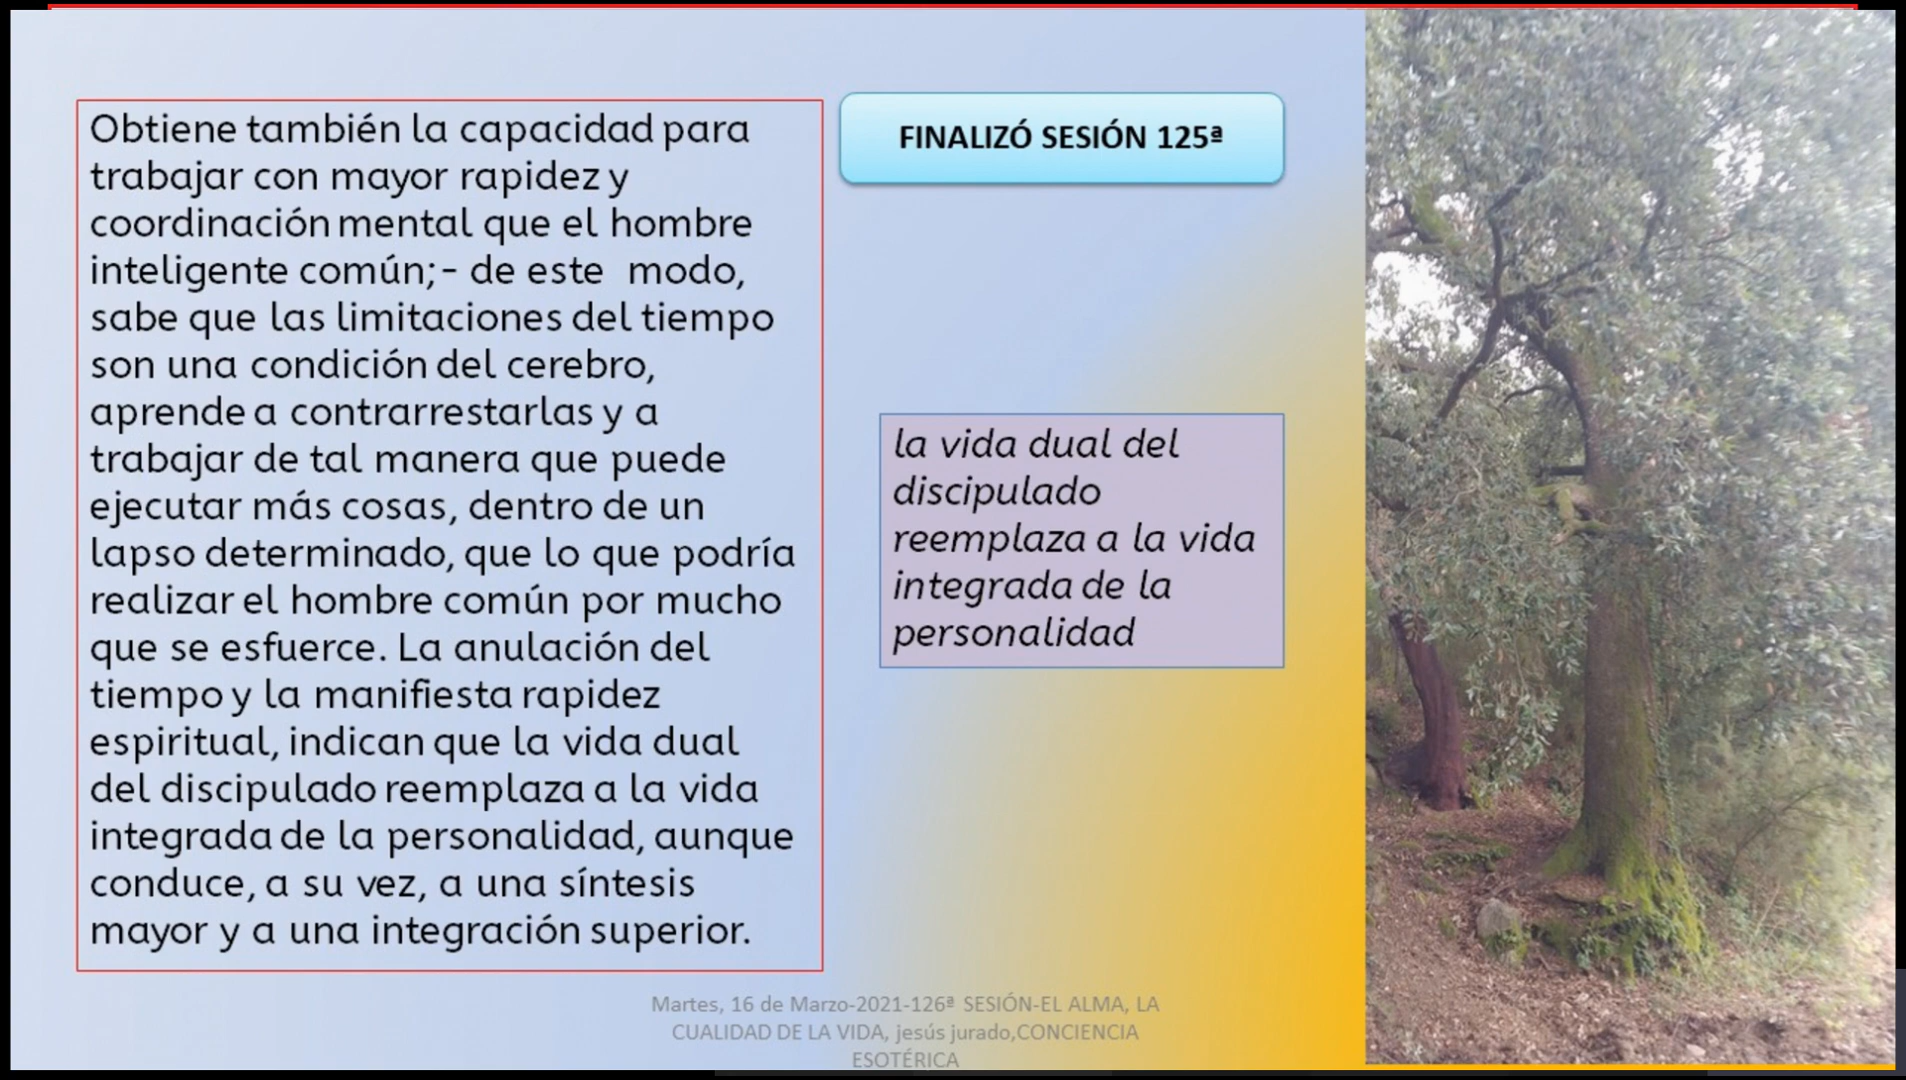 Obtiene también la capacidad para
trabajar con mayor rapidez y
coordinación mental que el hombre
inteligente común;- de este  modo,
sabe que las limitaciones del tiempo
son una condición del cerebro,
aprende a contrarrestarlas y a
trabajar de tal manera que puede
ejecutar más cosas, dentro de un
lapso determinado, que lo que podría
realizar el hombre común por mucho
que se esfuerce. La anulación del
tiempo y la manifiesta rapidez
espiritual, indican que la vida dual
del discipulado reemplaza a la vida
integrada de la personalidad, aunque
conduce, a su vez, a una síntesis
mayor y a una integración superior.
FINALIZÓ SESIÓN 125ª
la vida dual del
discipulado
reemplaza a la vida
integrada de la
personalidad
Martes, 16 de Marzo-2021-126ª SESIÓN-EL ALMA, LA
CUALIDAD DE LA VIDA, jesús jurado,CONCIENCIA
ESOTÉRICA